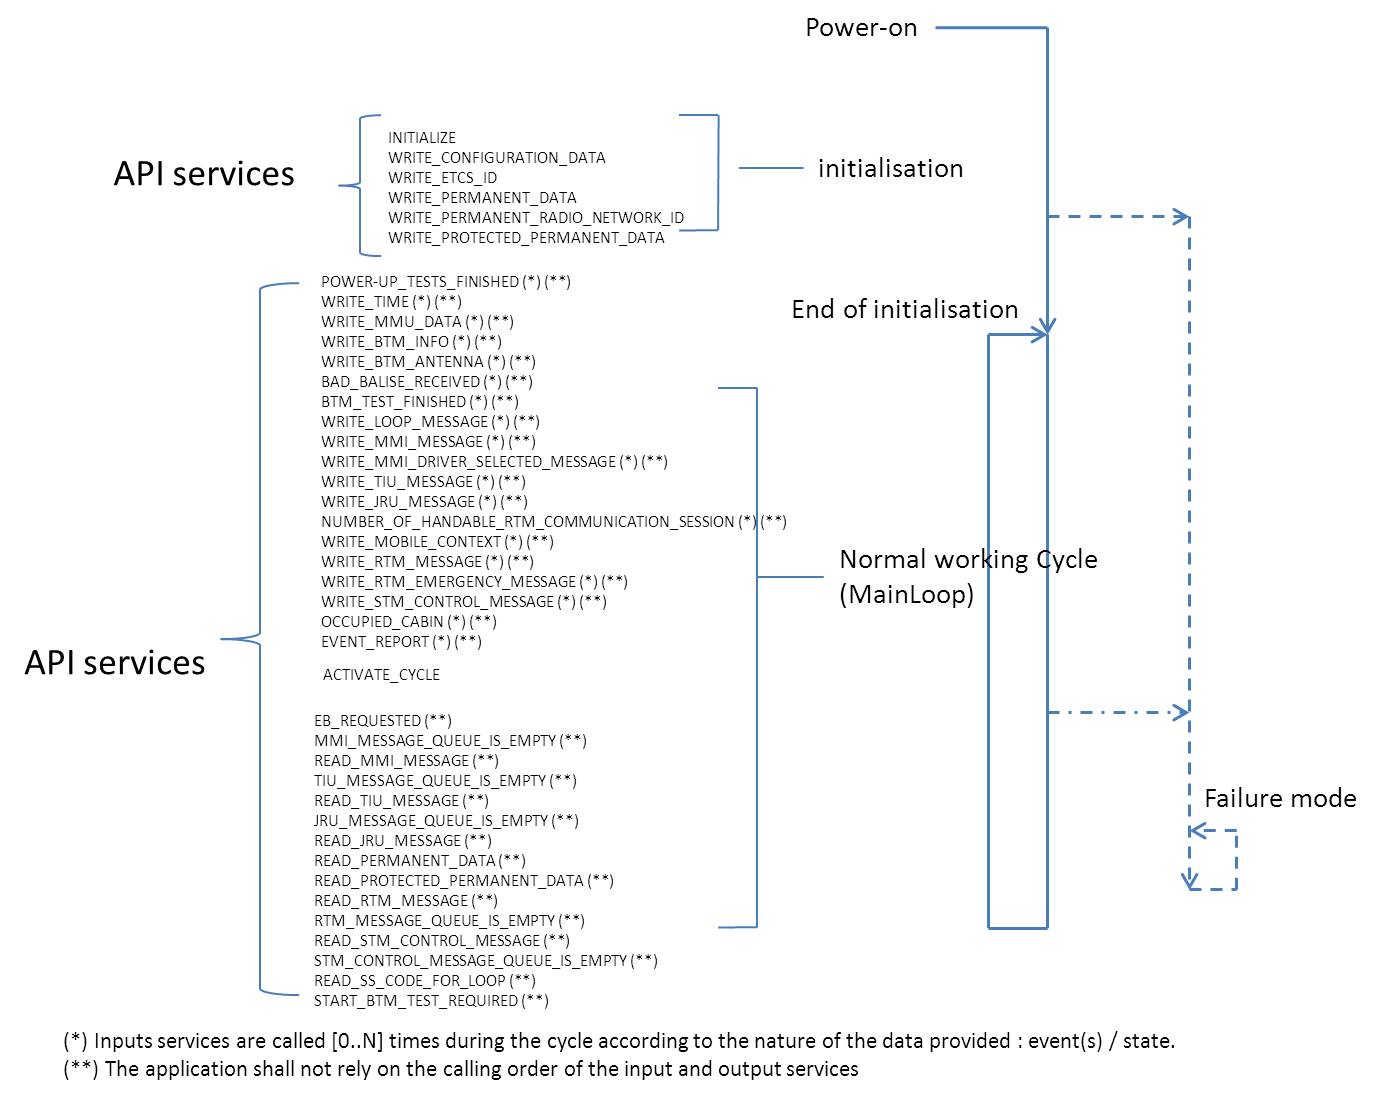 Power-on
API services
INITIALIZE
WRITE_CONFIGURATION_DATA
WRITE_ETCS_ID
WRITE_PERMANENT_DATA
WRITE_PERMANENT_RADIO_NETWORK_ID
WRITE_PROTECTED_PERMANENT_DATA
initialisation
End of initialisation
API services
POWER-UP_TESTS_FINISHED (*) (**)
WRITE_TIME (*) (**)
WRITE_MMU_DATA (*) (**)
WRITE_BTM_INFO (*) (**)
WRITE_BTM_ANTENNA (*) (**)
BAD_BALISE_RECEIVED (*) (**)
BTM_TEST_FINISHED (*) (**)
WRITE_LOOP_MESSAGE (*) (**)
WRITE_MMI_MESSAGE (*) (**)
WRITE_MMI_DRIVER_SELECTED_MESSAGE (*) (**)
WRITE_TIU_MESSAGE (*) (**)
WRITE_JRU_MESSAGE (*) (**)
NUMBER_OF_HANDABLE_RTM_COMMUNICATION_SESSION (*) (**)
WRITE_MOBILE_CONTEXT (*) (**)
WRITE_RTM_MESSAGE (*) (**)
WRITE_RTM_EMERGENCY_MESSAGE (*) (**)
WRITE_STM_CONTROL_MESSAGE (*) (**)
OCCUPIED_CABIN (*) (**)
EVENT_REPORT (*) (**)
ACTIVATE_CYCLE
EB_REQUESTED (**)
MMI_MESSAGE_QUEUE_IS_EMPTY (**)
READ_MMI_MESSAGE (**)
TIU_MESSAGE_QUEUE_IS_EMPTY (**)
READ_TIU_MESSAGE (**)
JRU_MESSAGE_QUEUE_IS_EMPTY (**)
READ_JRU_MESSAGE (**)
READ_PERMANENT_DATA (**)
READ_PROTECTED_PERMANENT_DATA (**)
READ_RTM_MESSAGE (**)
RTM_MESSAGE_QUEUE_IS_EMPTY (**)
READ_STM_CONTROL_MESSAGE (**)
STM_CONTROL_MESSAGE_QUEUE_IS_EMPTY (**)
READ_SS_CODE_FOR_LOOP (**)
START_BTM_TEST_REQUIRED (**)
Normal working Cycle
(MainLoop)
Failure mode
(*) Inputs services are called [0..N] times during the cycle according to the nature of the data provided : event(s) / state.
(**) The application shall not rely on the calling order of the input and output services